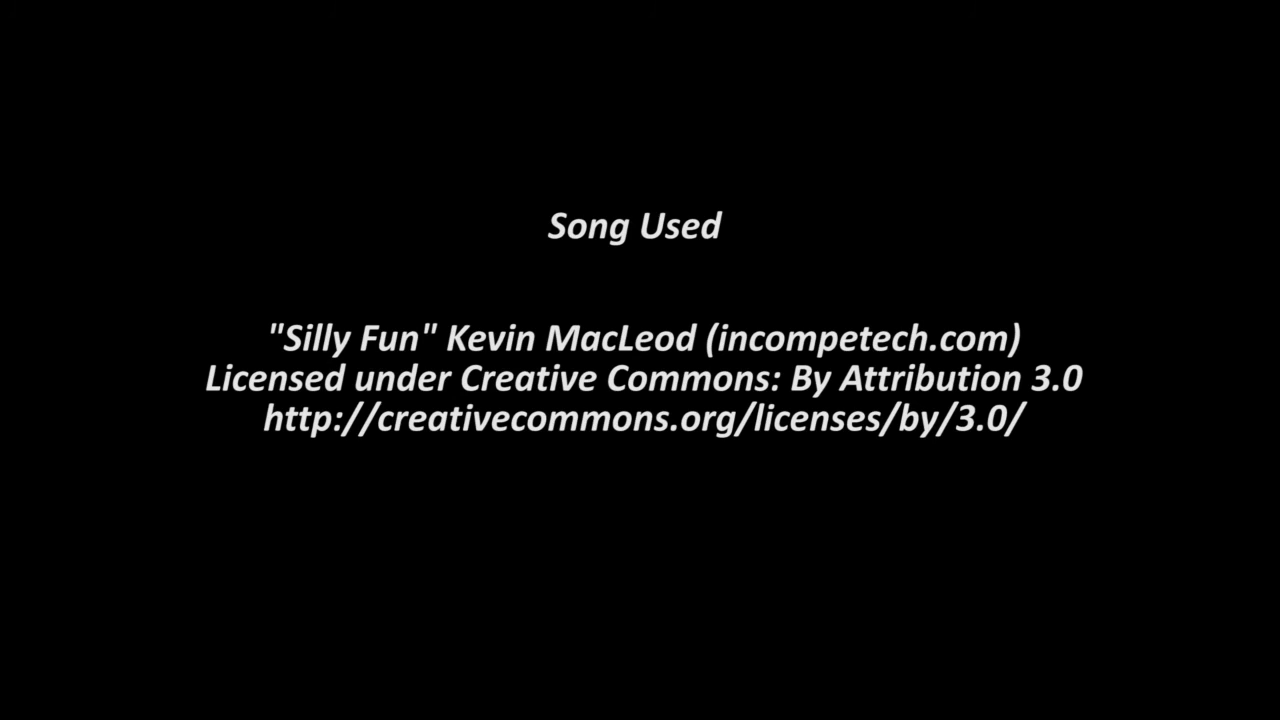 Song Used
"Silly Fun" Kevin MacLeod (incompetech.com)
Licensed under Creative Commons: By Attribution 3.0
http://creativecommons.org/licenses/by/3.0/